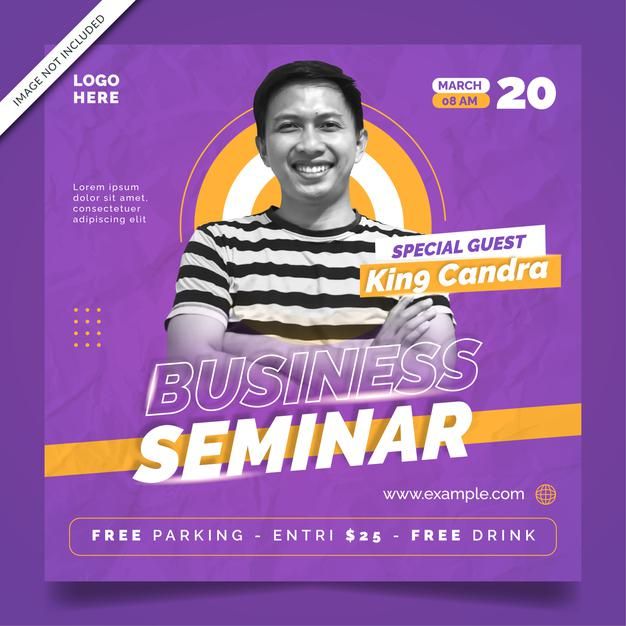 IMAGE NOT INCLUDED
LOGO
HERE
MARCH
08 AM
20
Lorem ipsum
dolor sit amet.
consectetuer
adipiscing elit
SPECIAL GUEST
King Candra
BUSINESS
SEMINAR
www.example.com
FREE PARKING - ENTRI $25 - FREE DRINK